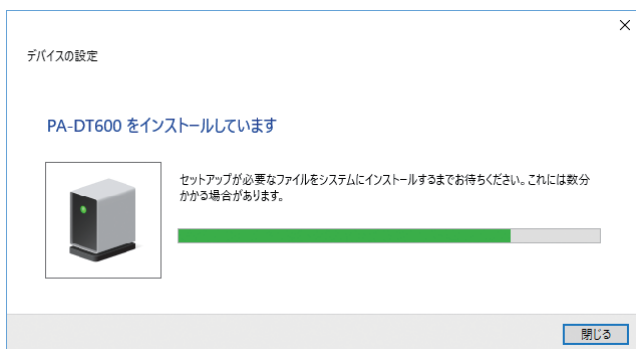 デバイスの設定
PA-DT600 をインストールしています
セットアップが必要なファイルをシステムにインストールするまでお待ちください。これには数分
かかる場合があります。
閉じる